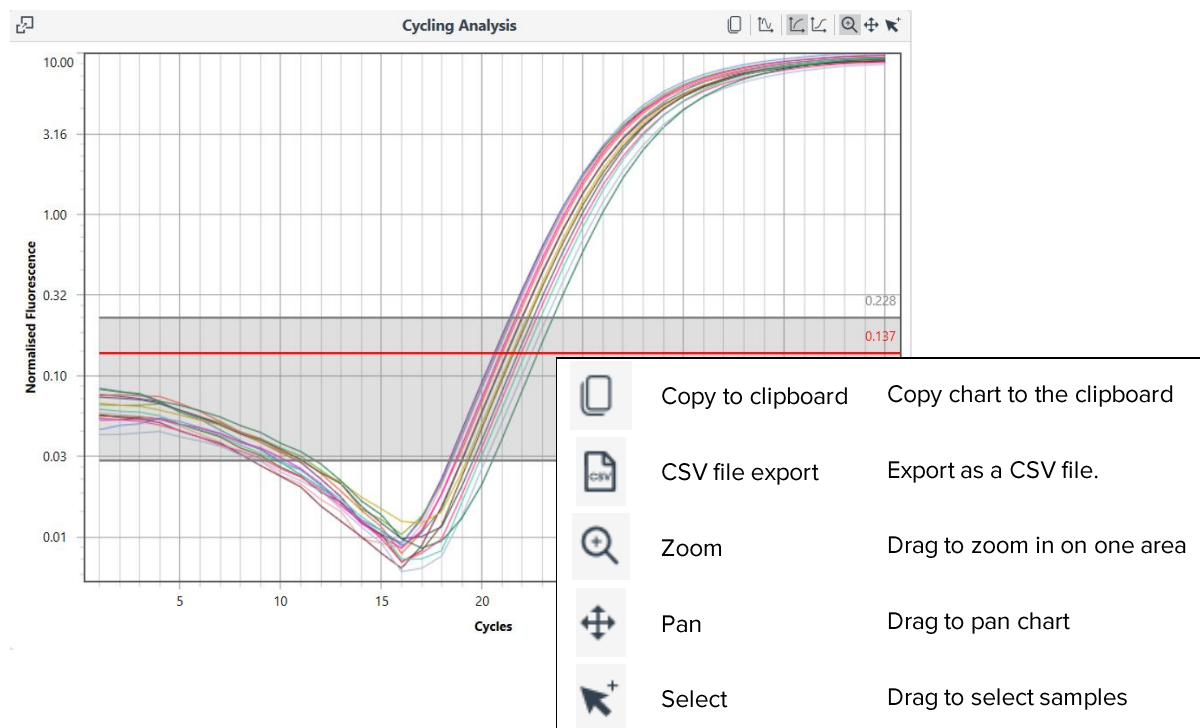 Cycling Analysis
10.00
3.16
1.00
0.32
0.10
0.03
0.01
Normalised Fluorescence
0.228
0.137
5
10
15
20
Cycles
Copy to clipboard Copy chart to the clipboard
CSV CSV file export Export as a CSV file.
Zoom Drag to zoom in on one area
Pan Drag to pan chart
Select Drag to select samples